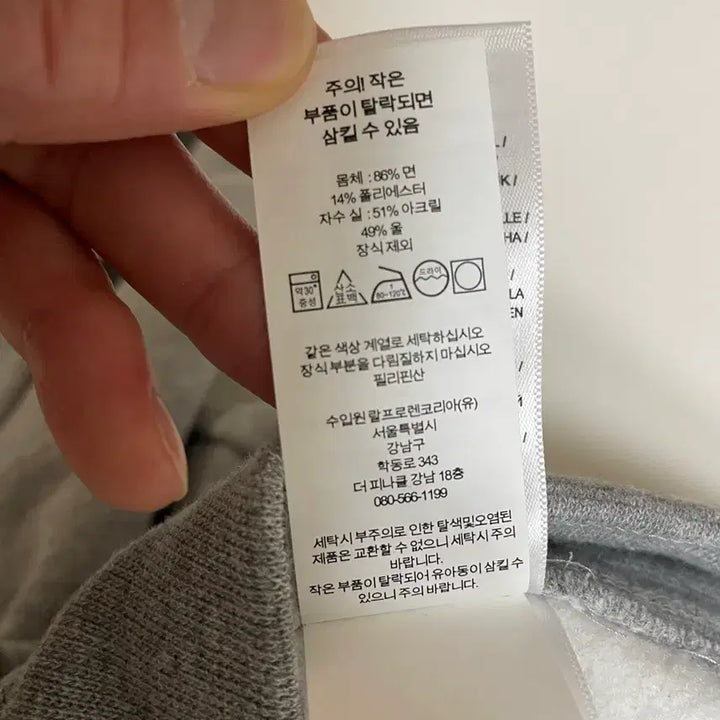 주의! 작은
부품이 탈락되면
삼킬 수 있음
몸체 : 86% 면
14% 폴리에스터
자수 실 : 51% 아크릴
49% 울
장식 제외
약30°
중성
산소
표백
1
80-120℃
드라이
같은 색상 계열로 세탁하십시오
장식 부분을 다림질하지 마십시오
필리핀산
수입원 랄프로렌코리아(유)
서울특별시
강남구
학동로 343
더 피나클 강남 18층
080-566-1199
세탁시 부주의로 인한 탈색및오염된
제품은 교환할 수 없으니 세탁시 주의
바랍니다.
작은 부품이 탈락되어 유아동이 삼킬 수
있으니 주의 바랍니다.